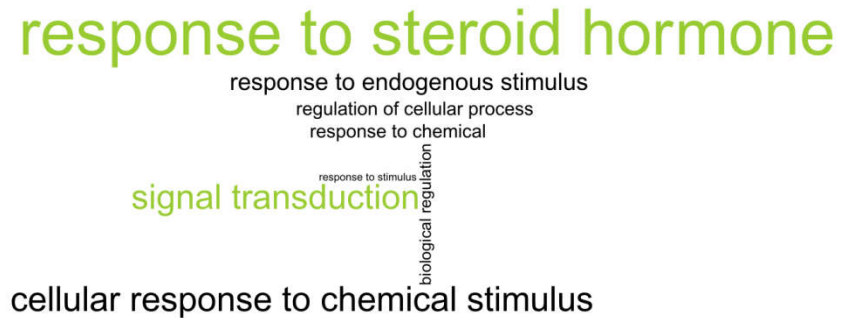 response to steroid hormone
response to endogenous stimulus
regulation of cellular process
response to chemical
biological regulation
response to stimulus
signal transduction
cellular response to chemical stimulus